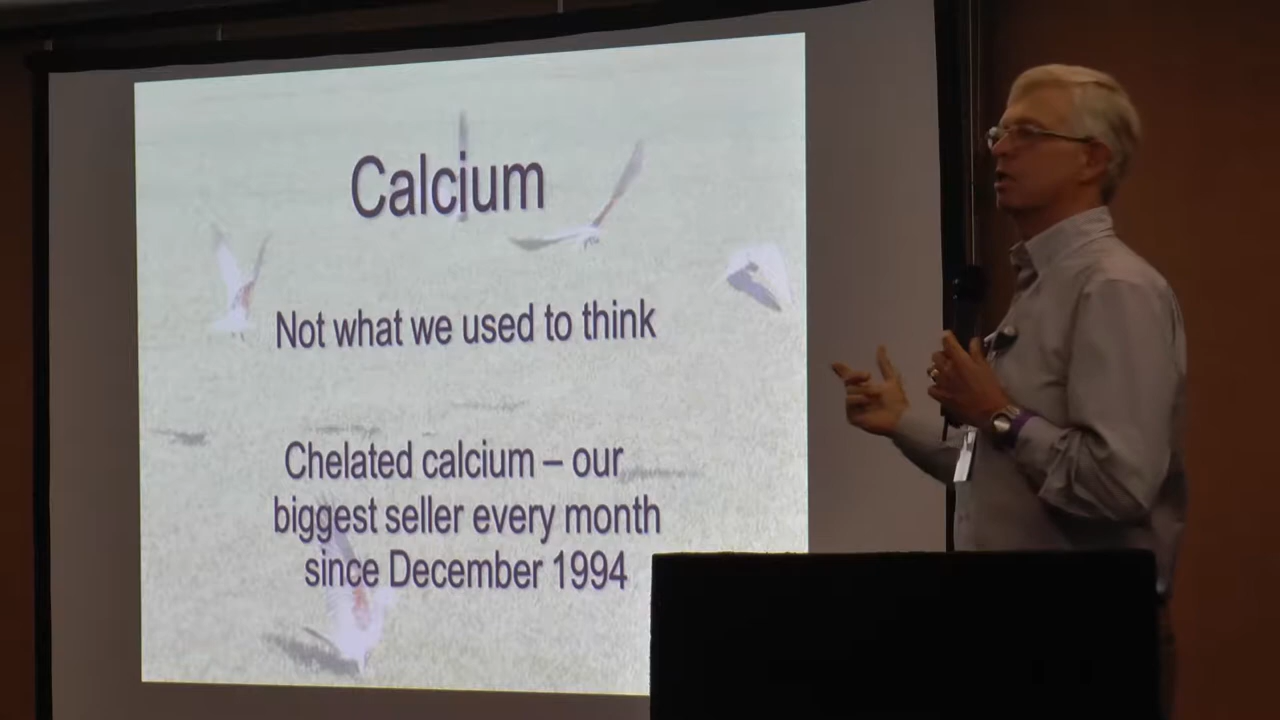 Calcium
Not what we used to think
Chelated calcium – our
biggest seller every month
since December 1994